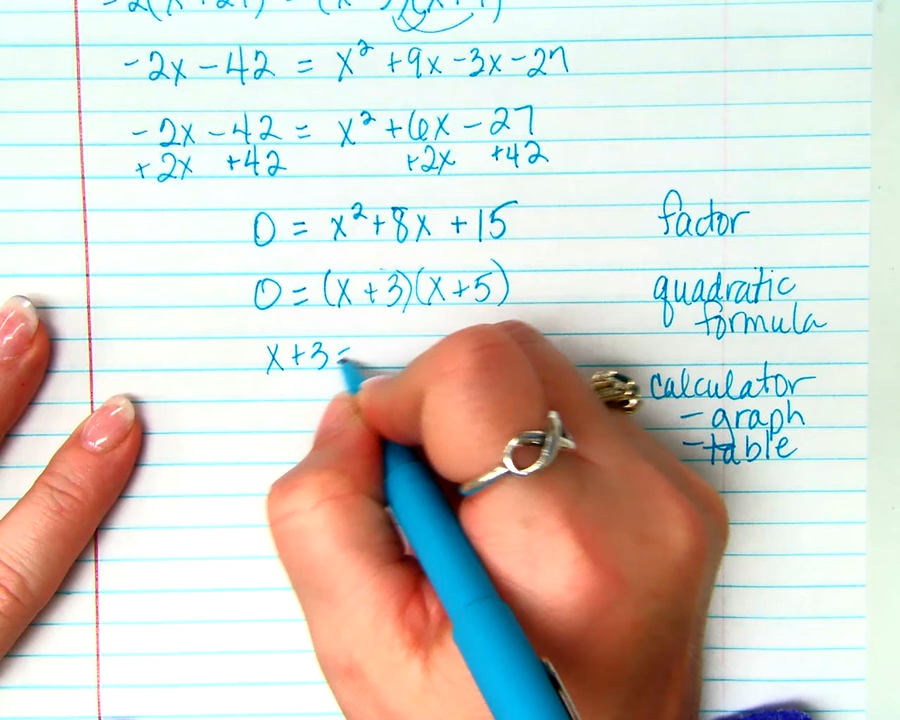 -2x - 42 = x² + 9x - 3x - 27
-2x - 42 = x² + 6x - 27
+2x +42 +2x +42
0 = x² + 8x + 15
0 = (x + 3)(x + 5)
x + 3 =
factor
quadratic
formula
calculator
- graph
- table